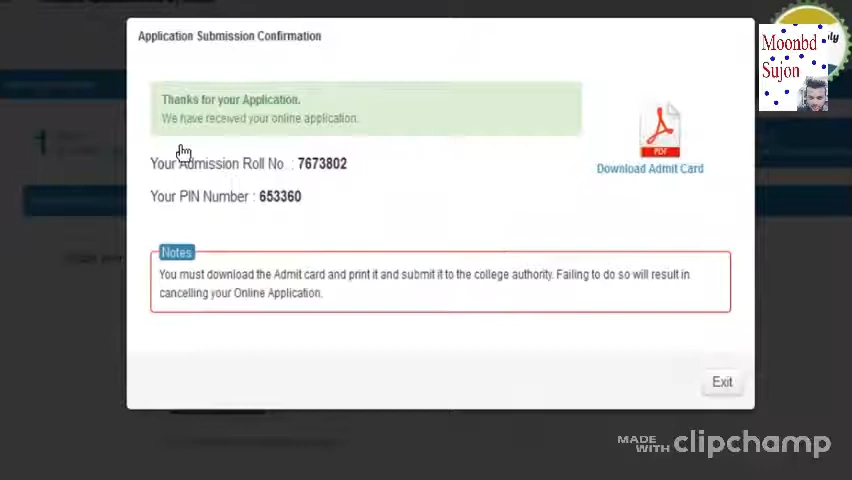 Application Submission Confirmation
Moonbd
Sujon
Thanks for your Application.
We have received your online application.
PDF
Download Admit Card
Your Admission Roll No. : 7673802
Your PIN Number : 653360
Notes
You must download the Admit card and print it and submit it to the college authority. Failing to do so will result in
cancelling your Online Application.
Exit
MADE WITH clipchamp